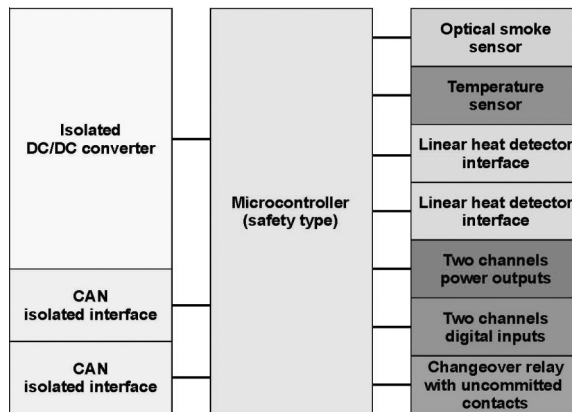 Isolated
DC/DC converter
CAN
isolated interface
CAN
isolated interface
Microcontroller
(safety type)
Optical smoke
sensor
Temperature
sensor
Linear heat detector
interface
Linear heat detector
interface
Two channels
power outputs
Two channels
digital inputs
Changeover relay
with uncommitted
contacts